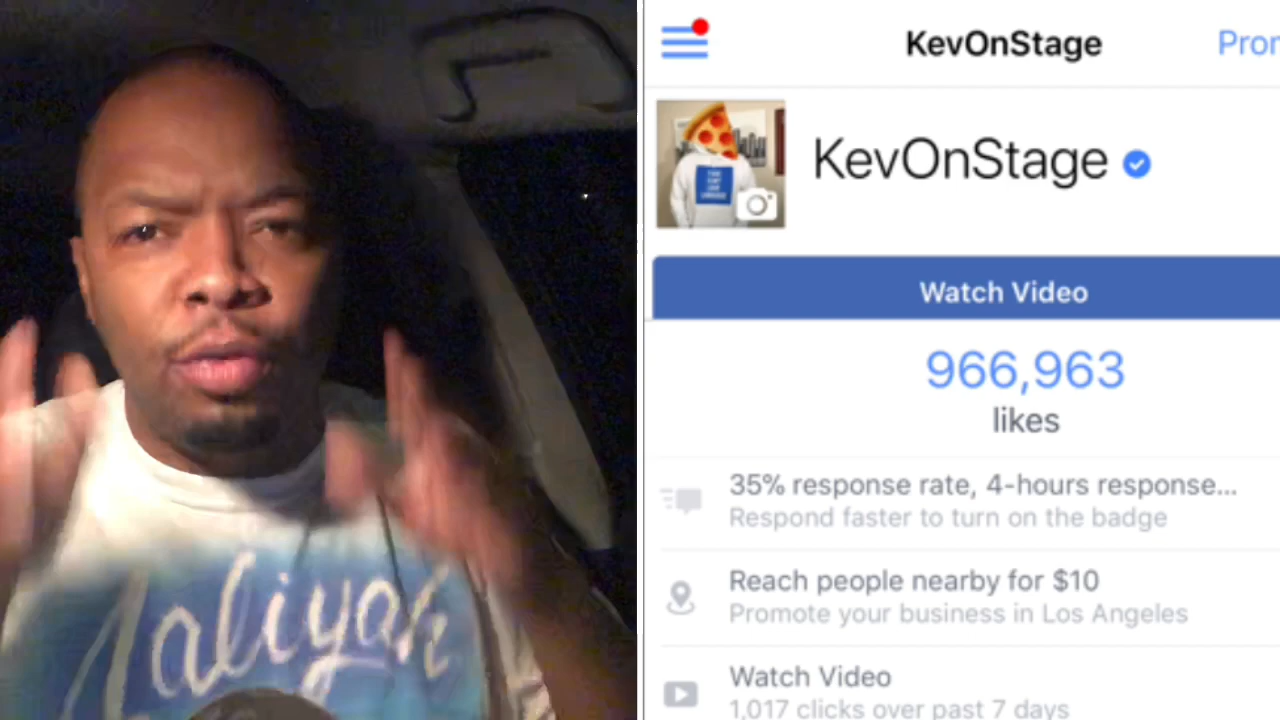 Aaliyah
KevOnStage
Pron
KevOnStage
Watch Video
966,963
likes
35% response rate, 4-hours response...
Respond faster to turn on the badge
Reach people nearby for $10
Promote your business in Los Angeles
Watch Video
1,017 clicks over past 7 days